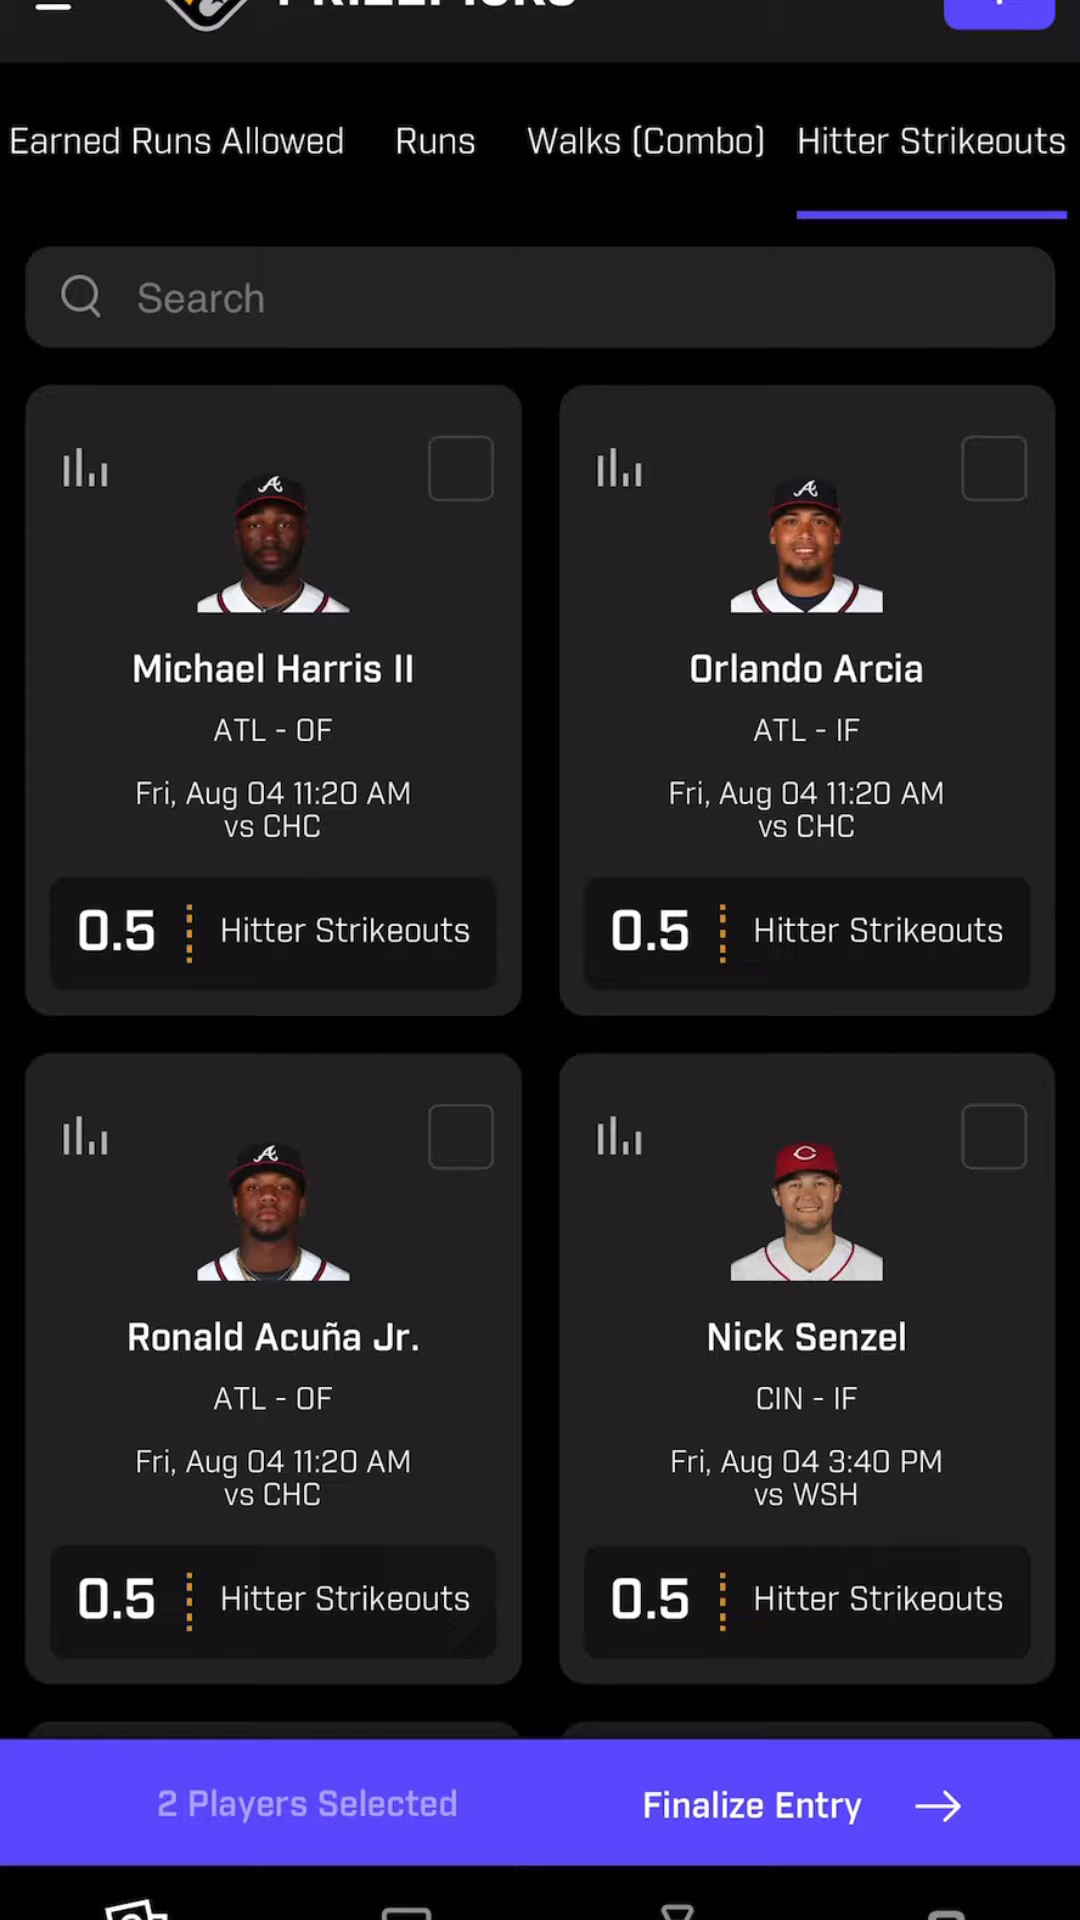 PRIZEPICKS
Earned Runs Allowed Runs Walks (Combo) Hitter Strikeouts
Search
Michael Harris II
ATL - OF
Fri, Aug 04 11:20 AM
vs CHC
0.5 Hitter Strikeouts
Orlando Arcia
ATL - IF
Fri, Aug 04 11:20 AM
vs CHC
0.5 Hitter Strikeouts
Ronald Acuña Jr.
ATL - OF
Fri, Aug 04 11:20 AM
vs CHC
0.5 Hitter Strikeouts
Nick Senzel
CIN - IF
Fri, Aug 04 3:40 PM
vs WSH
0.5 Hitter Strikeouts
2 Players Selected Finalize Entry